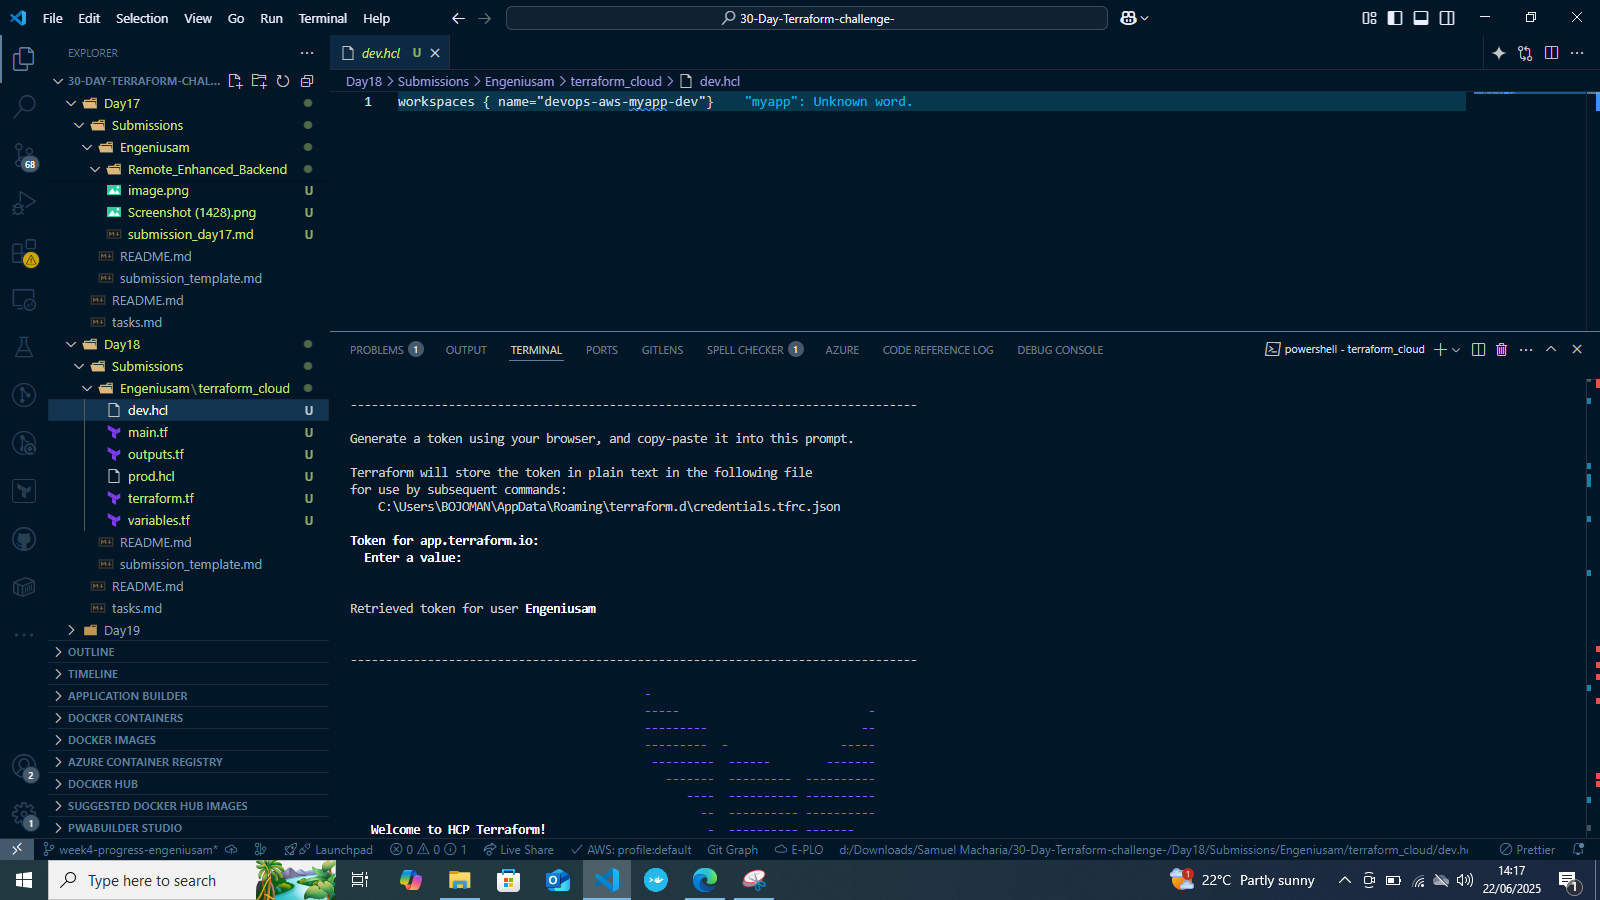 File Edit Selection View Go Run Terminal Help
30-Day-Terraform-challenge-
EXPLORER
30-DAY-TERRAFORM-CHAL...
Day17
Submissions
Engeniusam
Remote_Enhanced_Backend
image.png U
Screenshot (1428).png U
submission_day17.md U
README.md
submission_template.md
README.md
tasks.md
Day18
Submissions
Engeniusam\terraform_cloud
dev.hcl U
main.tf U
outputs.tf U
prod.hcl U
terraform.tf U
variables.tf U
README.md
submission_template.md
README.md
tasks.md
Day19
OUTLINE
TIMELINE
APPLICATION BUILDER
DOCKER CONTAINERS
DOCKER IMAGES
AZURE CONTAINER REGISTRY
DOCKER HUB
SUGGESTED DOCKER HUB IMAGES
PWABUILDER STUDIO
68
2
1
dev.hcl U
Day18 > Submissions > Engeniusam > terraform_cloud > dev.hcl
1 workspaces { name="devops-aws-myapp-dev"} "myapp": Unknown word.
PROBLEMS 1 OUTPUT TERMINAL PORTS GITLENS SPELL CHECKER 1 AZURE CODE REFERENCE LOG DEBUG CONSOLE
powershell - terraform_cloud
---------------------------------------------------------------------------------
Generate a token using your browser, and copy-paste it into this prompt.
Terraform will store the token in plain text in the following file
for use by subsequent commands:
C:\Users\BOJOMAN\AppData\Roaming\terraform.d\credentials.tfrc.json
Token for app.terraform.io:
Enter a value:
Retrieved token for user Engeniusam
---------------------------------------------------------------------------------
-
----- -
--------- --
--------- - -----
--------- ------ -------
------- --------- ----------
---- ---------- ----------
-- ---------- ----------
Welcome to HCP Terraform! - ---------- -------
week4-progress-engeniusam* Launchpad 0 0 1 Live Share AWS: profile:default Git Graph E-PLO d:/Downloads/Samuel Macharia/30-Day-Terraform-challenge-/Day18/Submissions/Engeniusam/terraform_cloud/dev.hc Prettier
Type here to search
1
22°C Partly sunny
14:17
22/06/2025
1